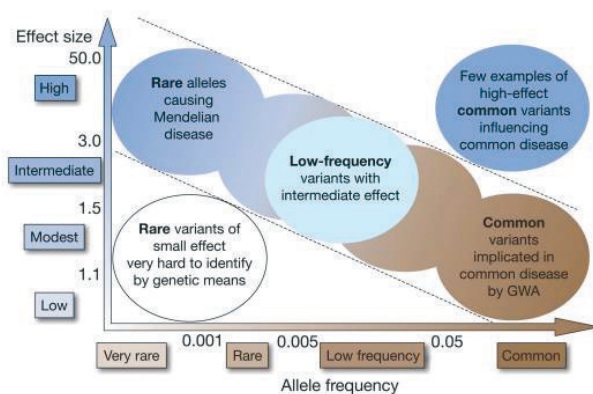 Effect size
50.0
High
3.0
Intermediate
1.5
Modest
1.1
Low
Rare alleles
causing
Mendelian
disease
Few examples of
high-effect
common variants
influencing
common disease
Low-frequency
variants with
intermediate effect
Rare variants of
small effect
very hard to identify
by genetic means
Common
variants
implicated in
common disease
by GWA
0.001
0.005
0.05
Very rare
Rare
Low frequency
Common
Allele frequency